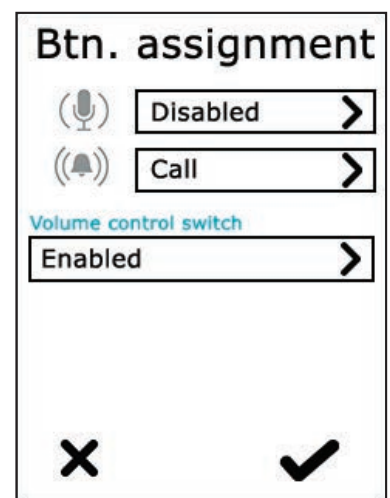 Btn. assignment
Disabled
Call
Volume control switch
Enabled